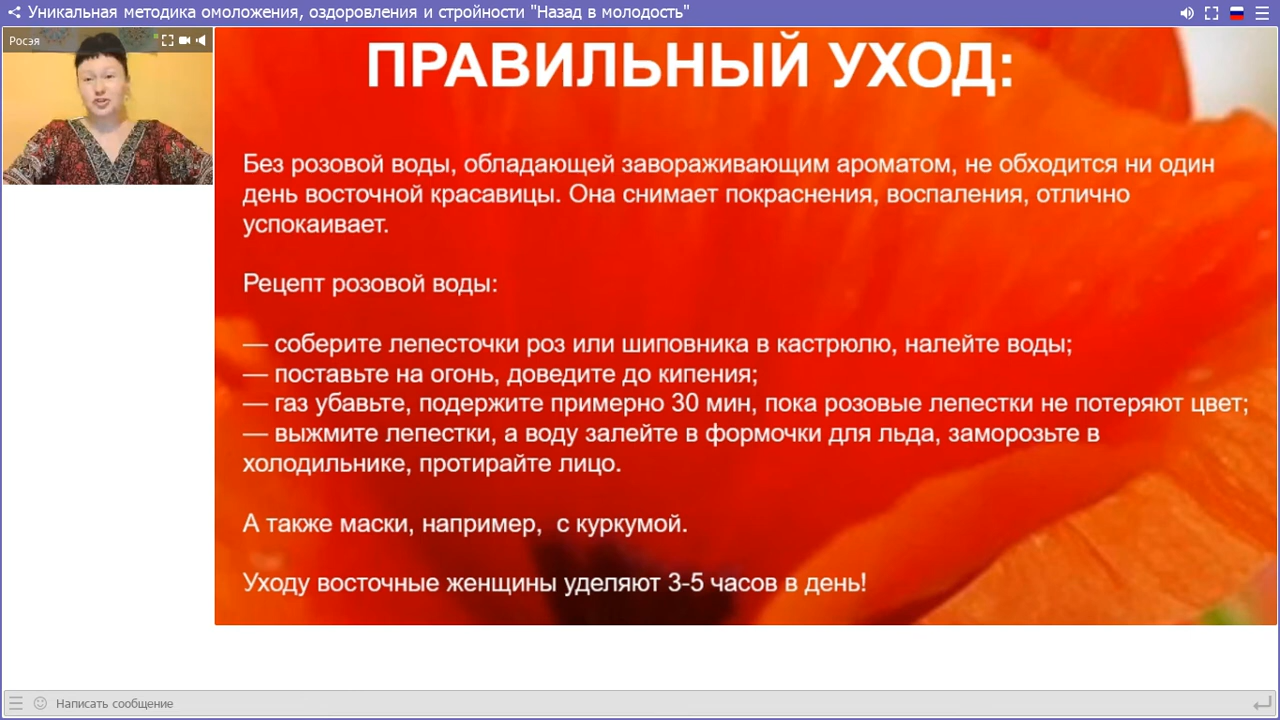 Уникальная методика омоложения, оздоровления и стройности "Назад в молодость"
Росэя
ПРАВИЛЬНЫЙ УХОД:
Без розовой воды, обладающей завораживающим ароматом, не обходится ни один
день восточной красавицы. Она снимает покраснения, воспаления, отлично
успокаивает.
Рецепт розовой воды:
— соберите лепесточки роз или шиповника в кастрюлю, налейте воды;
— поставьте на огонь, доведите до кипения;
— газ убавьте, подержите примерно 30 мин, пока розовые лепестки не потеряют цвет;
— выжмите лепестки, а воду залейте в формочки для льда, заморозьте в
холодильнике, протирайте лицо.
А также маски, например,  с куркумой.
Уходу восточные женщины уделяют 3-5 часов в день!
Написать сообщение